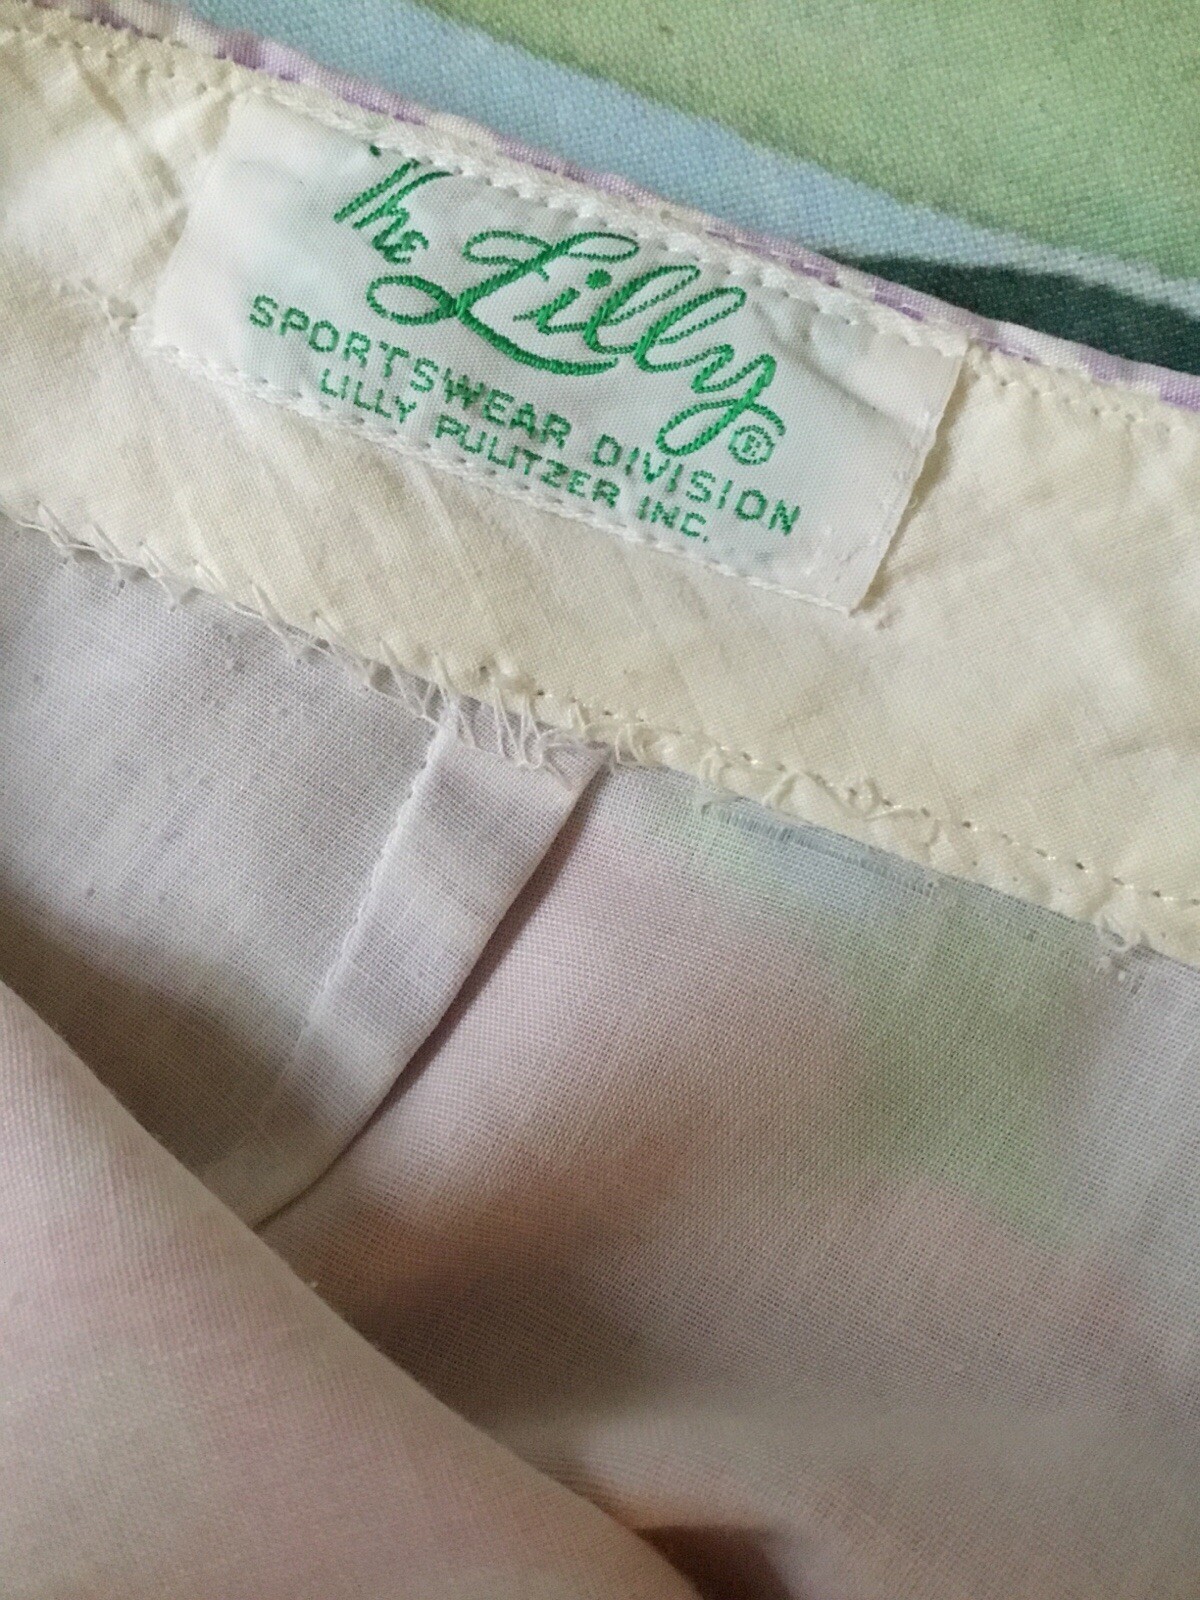 The Lilly®
SPORTSWEAR DIVISION
LILLY PULITZER INC.